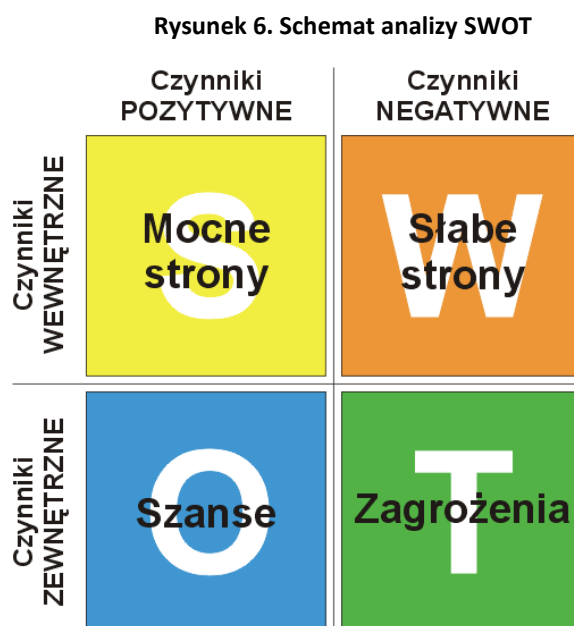 Rysunek 6. Schemat analizy SWOT
Czynniki
POZYTYWNE
Czynniki
NEGATYWNE
Czynniki
WEWNĘTRZNE
S
Mocne
strony
W
Słabe
strony
Czynniki
ZEWNĘTRZNE
O
Szanse
T
Zagrożenia